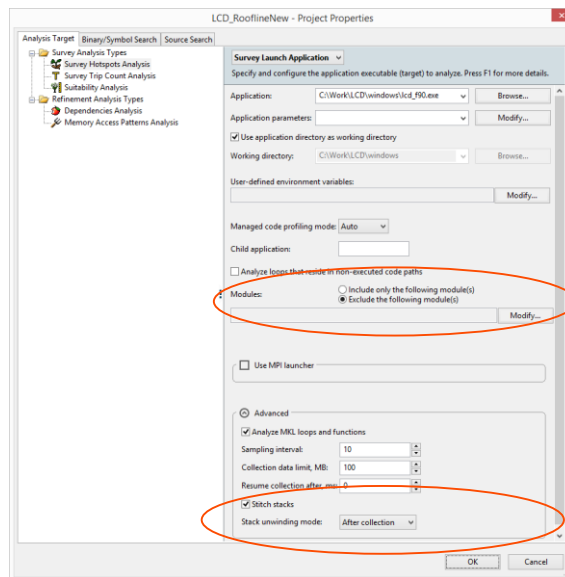 LCD_RooflineNew - Project Properties
Analysis Target Binary/Symbol Search Source Search
Survey Analysis Types
Survey Hotspots Analysis
Survey Trip Count Analysis
Suitability Analysis
Refinement Analysis Types
Dependencies Analysis
Memory Access Patterns Analysis
Survey Launch Application
Specify and configure the application executable (target) to analyze. Press F1 for more details.
Application: C:\Work\LCD\windows\lcd_f90.exe Browse...
Application parameters: Modify...
Use application directory as working directory
Working directory: C:\Work\LCD\windows Browse...
User-defined environment variables:
Modify...
Managed code profiling mode: Auto
Child application:
Analyze loops that reside in non-executed code paths
Modules: Include only the following module(s)
Exclude the following module(s)
Modify...
Use MPI launcher
Advanced
Analyze MKL loops and functions
Sampling interval: 10
Collection data limit, MB: 100
Resume collection after, ms: 0
Stitch stacks
Stack unwinding mode: After collection
OK Cancel